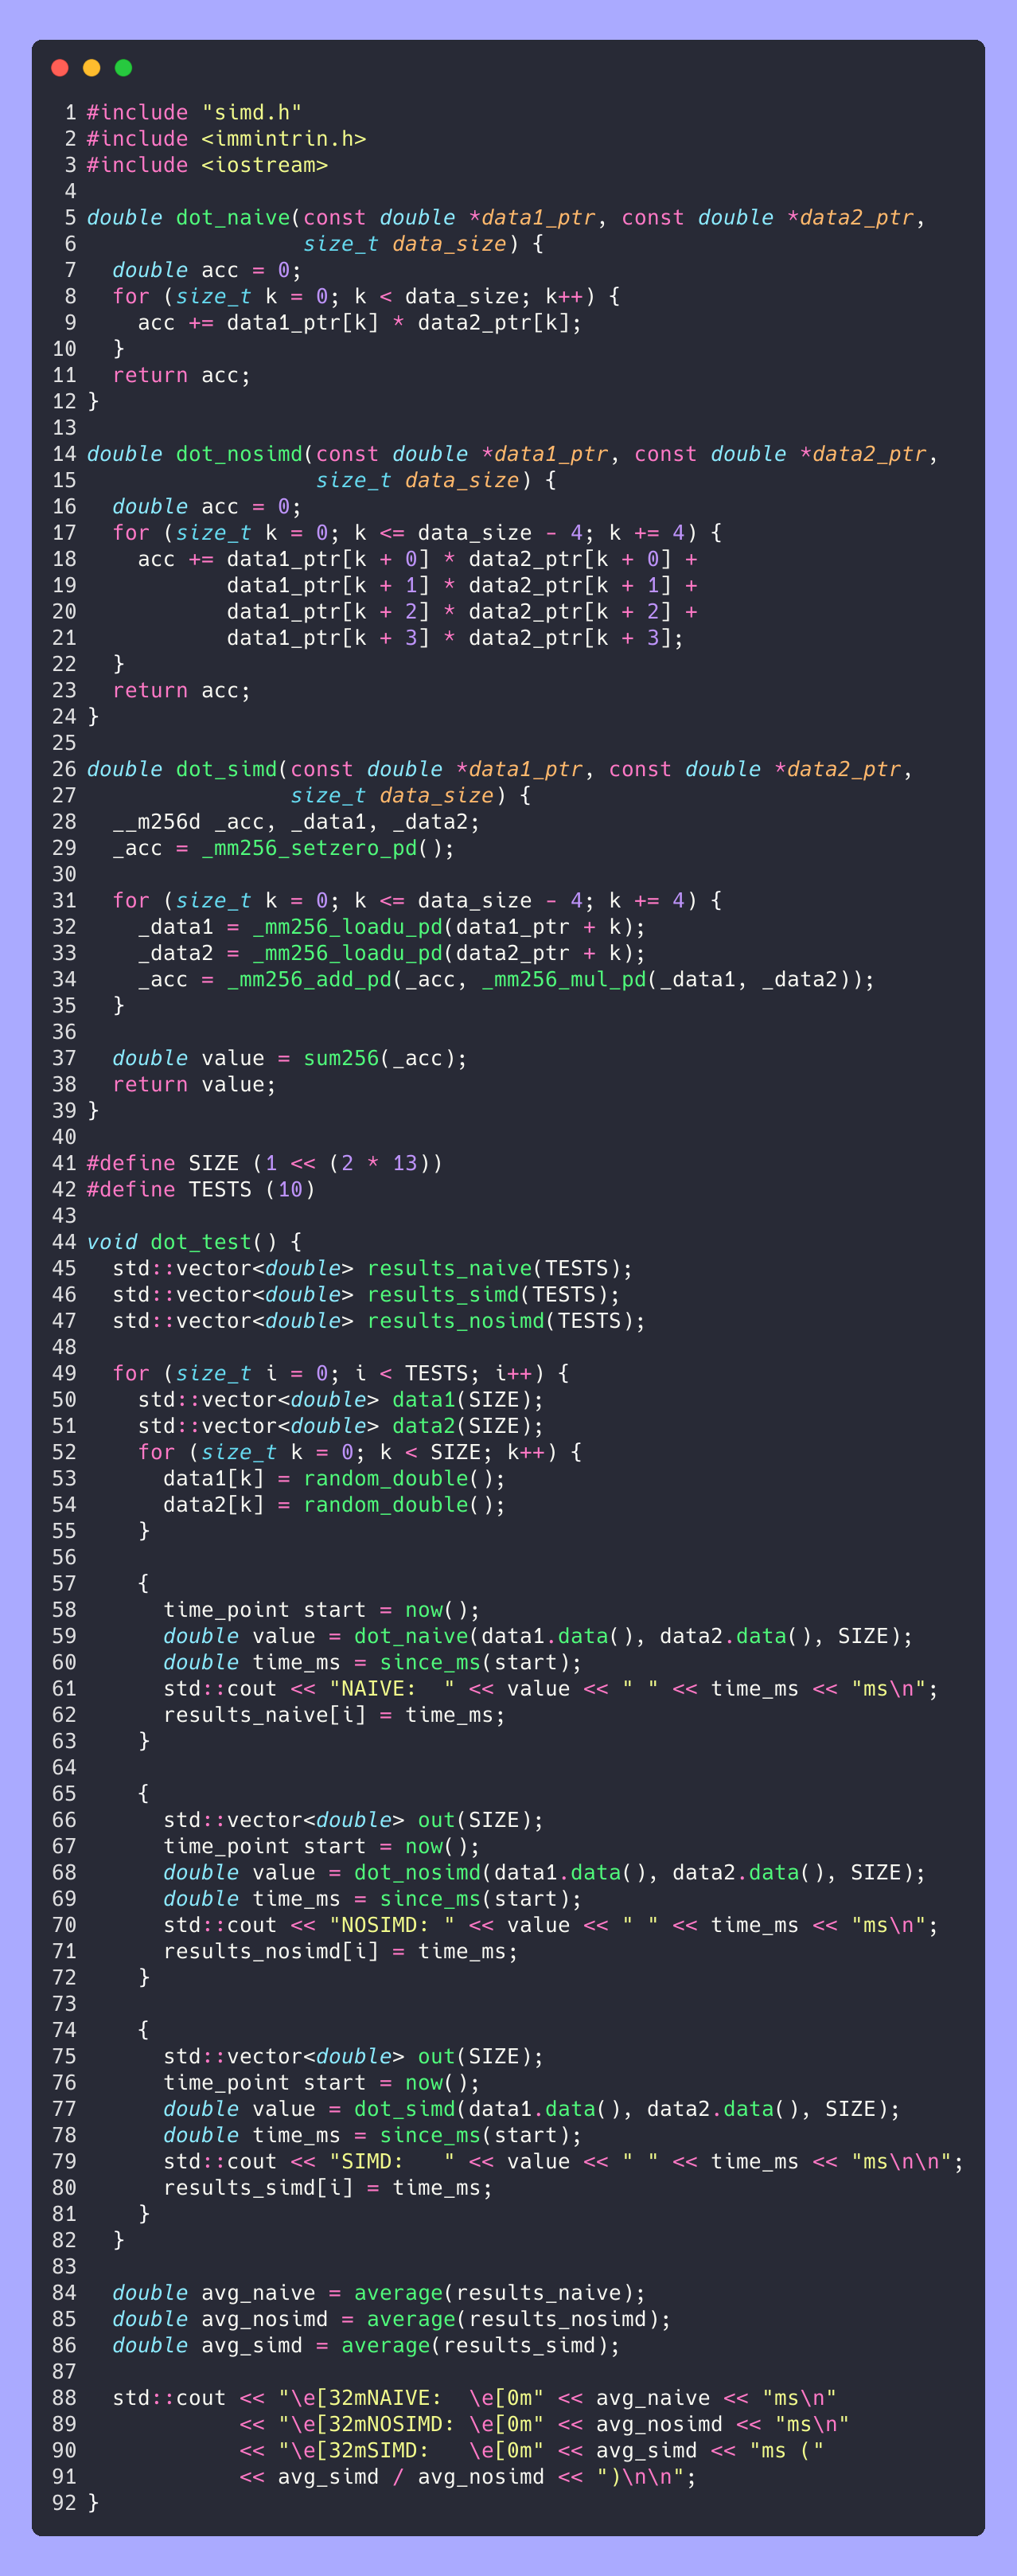 1 #include "simd.h"
2 #include <immintrin.h>
3 #include <iostream>
4
5 double dot_naive(const double *data1_ptr, const double *data2_ptr,
6                  size_t data_size) {
7   double acc = 0;
8   for (size_t k = 0; k < data_size; k++) {
9     acc += data1_ptr[k] * data2_ptr[k];
10   }
11   return acc;
12 }
13
14 double dot_nosimd(const double *data1_ptr, const double *data2_ptr,
15                   size_t data_size) {
16   double acc = 0;
17   for (size_t k = 0; k <= data_size - 4; k += 4) {
18     acc += data1_ptr[k + 0] * data2_ptr[k + 0] +
19            data1_ptr[k + 1] * data2_ptr[k + 1] +
20            data1_ptr[k + 2] * data2_ptr[k + 2] +
21            data1_ptr[k + 3] * data2_ptr[k + 3];
22   }
23   return acc;
24 }
25
26 double dot_simd(const double *data1_ptr, const double *data2_ptr,
27                 size_t data_size) {
28   __m256d _acc, _data1, _data2;
29   _acc = _mm256_setzero_pd();
30
31   for (size_t k = 0; k <= data_size - 4; k += 4) {
32     _data1 = _mm256_loadu_pd(data1_ptr + k);
33     _data2 = _mm256_loadu_pd(data2_ptr + k);
34     _acc = _mm256_add_pd(_acc, _mm256_mul_pd(_data1, _data2));
35   }
36
37   double value = sum256(_acc);
38   return value;
39 }
40
41 #define SIZE (1 << (2 * 13))
42 #define TESTS (10)
43
44 void dot_test() {
45   std::vector<double> results_naive(TESTS);
46   std::vector<double> results_simd(TESTS);
47   std::vector<double> results_nosimd(TESTS);
48
49   for (size_t i = 0; i < TESTS; i++) {
50     std::vector<double> data1(SIZE);
51     std::vector<double> data2(SIZE);
52     for (size_t k = 0; k < SIZE; k++) {
53       data1[k] = random_double();
54       data2[k] = random_double();
55     }
56
57     {
58       time_point start = now();
59       double value = dot_naive(data1.data(), data2.data(), SIZE);
60       double time_ms = since_ms(start);
61       std::cout << "NAIVE:  " << value << " " << time_ms << "ms\n";
62       results_naive[i] = time_ms;
63     }
64
65     {
66       std::vector<double> out(SIZE);
67       time_point start = now();
68       double value = dot_nosimd(data1.data(), data2.data(), SIZE);
69       double time_ms = since_ms(start);
70       std::cout << "NOSIMD: " << value << " " << time_ms << "ms\n";
71       results_nosimd[i] = time_ms;
72     }
73
74     {
75       std::vector<double> out(SIZE);
76       time_point start = now();
77       double value = dot_simd(data1.data(), data2.data(), SIZE);
78       double time_ms = since_ms(start);
79       std::cout << "SIMD:   " << value << " " << time_ms << "ms\n\n";
80       results_simd[i] = time_ms;
81     }
82   }
83
84   double avg_naive = average(results_naive);
85   double avg_nosimd = average(results_nosimd);
86   double avg_simd = average(results_simd);
87
88   std::cout << "\e[32mNAIVE:  \e[0m" << avg_naive << "ms\n"
89             << "\e[32mNOSIMD: \e[0m" << avg_nosimd << "ms\n"
90             << "\e[32mSIMD:   \e[0m" << avg_simd << "ms ("
91             << avg_simd / avg_nosimd << ")\n\n";
92 }